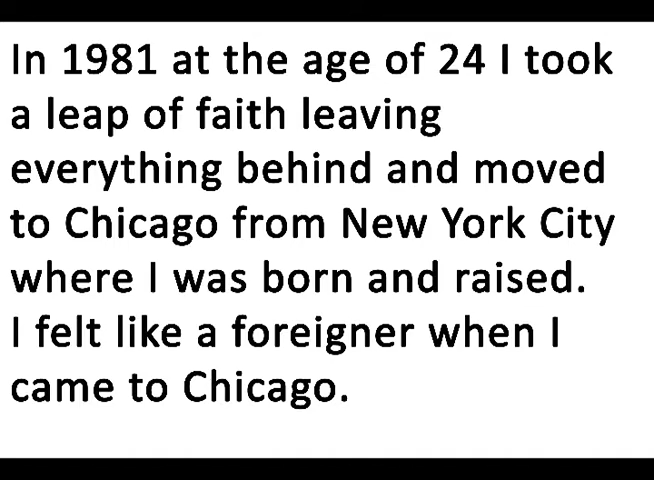 In 1981 at the age of 24 I took
a leap of faith leaving
everything behind and moved
to Chicago from New York City
where I was born and raised.
I felt like a foreigner when I
came to Chicago.